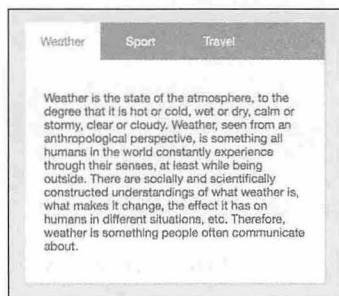 Weather Sport Travel
Weather is the state of the atmosphere, to the
degree that it is hot or cold, wet or dry, calm or
stormy, clear or cloudy. Weather, seen from an
anthropological perspective, is something all
humans in the world constantly experience
through their senses, at least while being
outside. There are socially and scientifically
constructed understandings of what weather is,
what makes it change, the effect it has on
humans in different situations, etc. Therefore,
weather is something people often communicate
about.